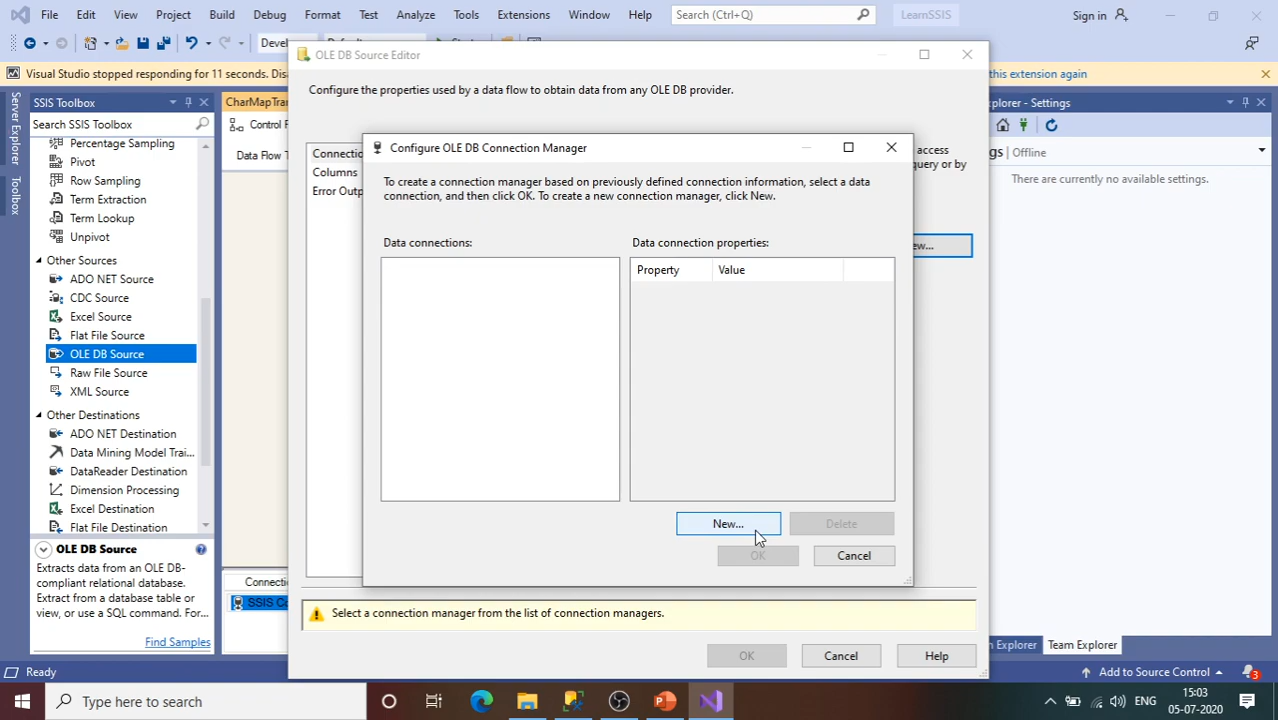 File Edit View Project Build Debug Format Test Analyze Tools Extensions Window Help Search (Ctrl+Q) LearnSSIS Sign in
Devel
OLE DB Source Editor
Visual Studio stopped responding for 11 seconds. Disa
this extension again
Server Explorer
Toolbox
SSIS Toolbox
Search SSIS Toolbox
Percentage Sampling
Pivot
Row Sampling
Term Extraction
Term Lookup
Unpivot
Other Sources
ADO NET Source
CDC Source
Excel Source
Flat File Source
OLE DB Source
Raw File Source
XML Source
Other Destinations
ADO NET Destination
Data Mining Model Trai...
DataReader Destination
Dimension Processing
Excel Destination
Flat File Destination
OLE DB Source
Extracts data from an OLE DB-
compliant relational database.
Extract from a database table or
view, or use a SQL command. For...
Find Samples
CharMapTran
Control F
Data Flow T
Connecti
SSIS Co
Configure the properties used by a data flow to obtain data from any OLE DB provider.
Connectio
Columns
Error Outp
access
query or by
ew...
Configure OLE DB Connection Manager
To create a connection manager based on previously defined connection information, select a data
connection, and then click OK. To create a new connection manager, click New.
Data connections:
Data connection properties:
Property Value
New... Delete
OK Cancel
Select a connection manager from the list of connection managers.
OK Cancel Help
xplorer - Settings
gs | Offline
There are currently no available settings.
n Explorer Team Explorer
Ready
Add to Source Control
3
Type here to search
ENG
15:03
05-07-2020